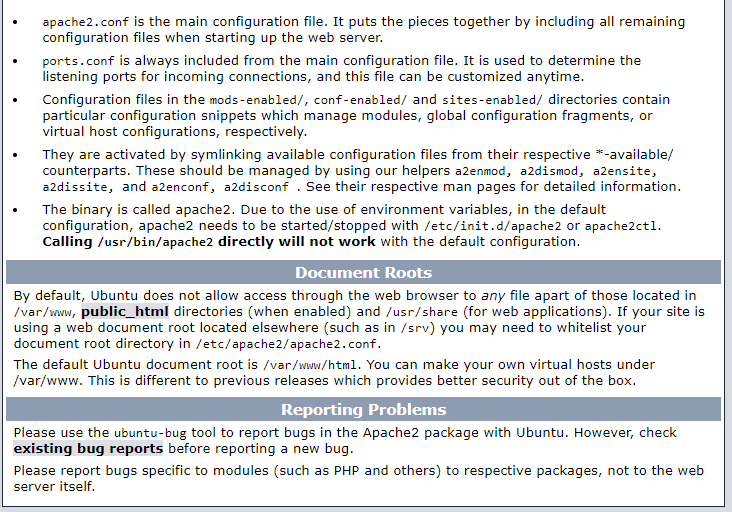 • apache2.conf is the main configuration file. It puts the pieces together by including all remaining
configuration files when starting up the web server.
• ports.conf is always included from the main configuration file. It is used to determine the
listening ports for incoming connections, and this file can be customized anytime.
• Configuration files in the mods-enabled/, conf-enabled/ and sites-enabled/ directories contain
particular configuration snippets which manage modules, global configuration fragments, or
virtual host configurations, respectively.
• They are activated by symlinking available configuration files from their respective *-available/
counterparts. These should be managed by using our helpers a2enmod, a2dismod, a2ensite,
a2dissite, and a2enconf, a2disconf . See their respective man pages for detailed information.
• The binary is called apache2. Due to the use of environment variables, in the default
configuration, apache2 needs to be started/stopped with /etc/init.d/apache2 or apache2ctl.
Calling /usr/bin/apache2 directly will not work with the default configuration.
Document Roots
By default, Ubuntu does not allow access through the web browser to any file apart of those located in
/var/www, public_html directories (when enabled) and /usr/share (for web applications). If your site is
using a web document root located elsewhere (such as in /srv) you may need to whitelist your
document root directory in /etc/apache2/apache2.conf.
The default Ubuntu document root is /var/www/html. You can make your own virtual hosts under
/var/www. This is different to previous releases which provides better security out of the box.
Reporting Problems
Please use the ubuntu-bug tool to report bugs in the Apache2 package with Ubuntu. However, check
existing bug reports before reporting a new bug.
Please report bugs specific to modules (such as PHP and others) to respective packages, not to the web
server itself.